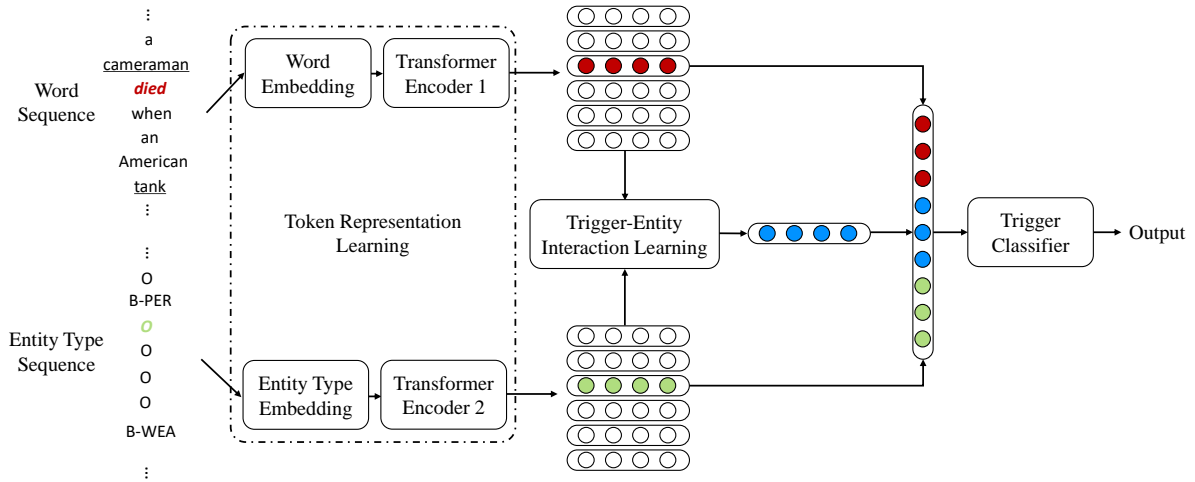 Word
Sequence
⋮
a
cameraman
died
when
an
American
tank
⋮
Word
Embedding
Transformer
Encoder 1
Token Representation
Learning
Trigger-Entity
Interaction Learning
Trigger
Classifier
Output
Entity Type
Sequence
⋮
O
B-PER
O
O
O
O
B-WEA
⋮
Entity Type
Embedding
Transformer
Encoder 2